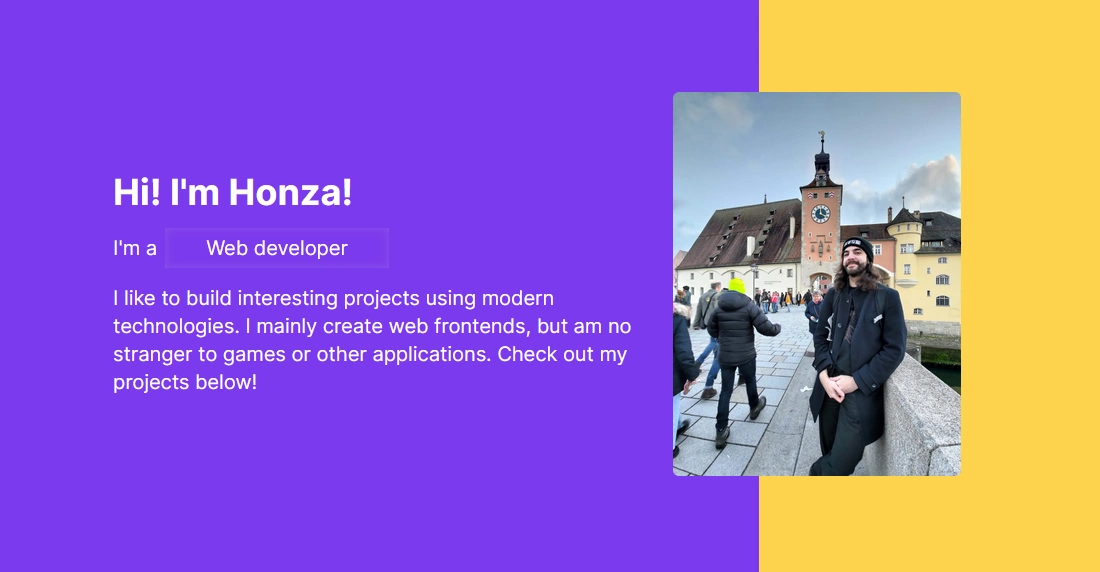 Hi! I'm Honza!
I'm a Web developer
I like to build interesting projects using modern
technologies. I mainly create web frontends, but am no
stranger to games or other applications. Check out my
projects below!